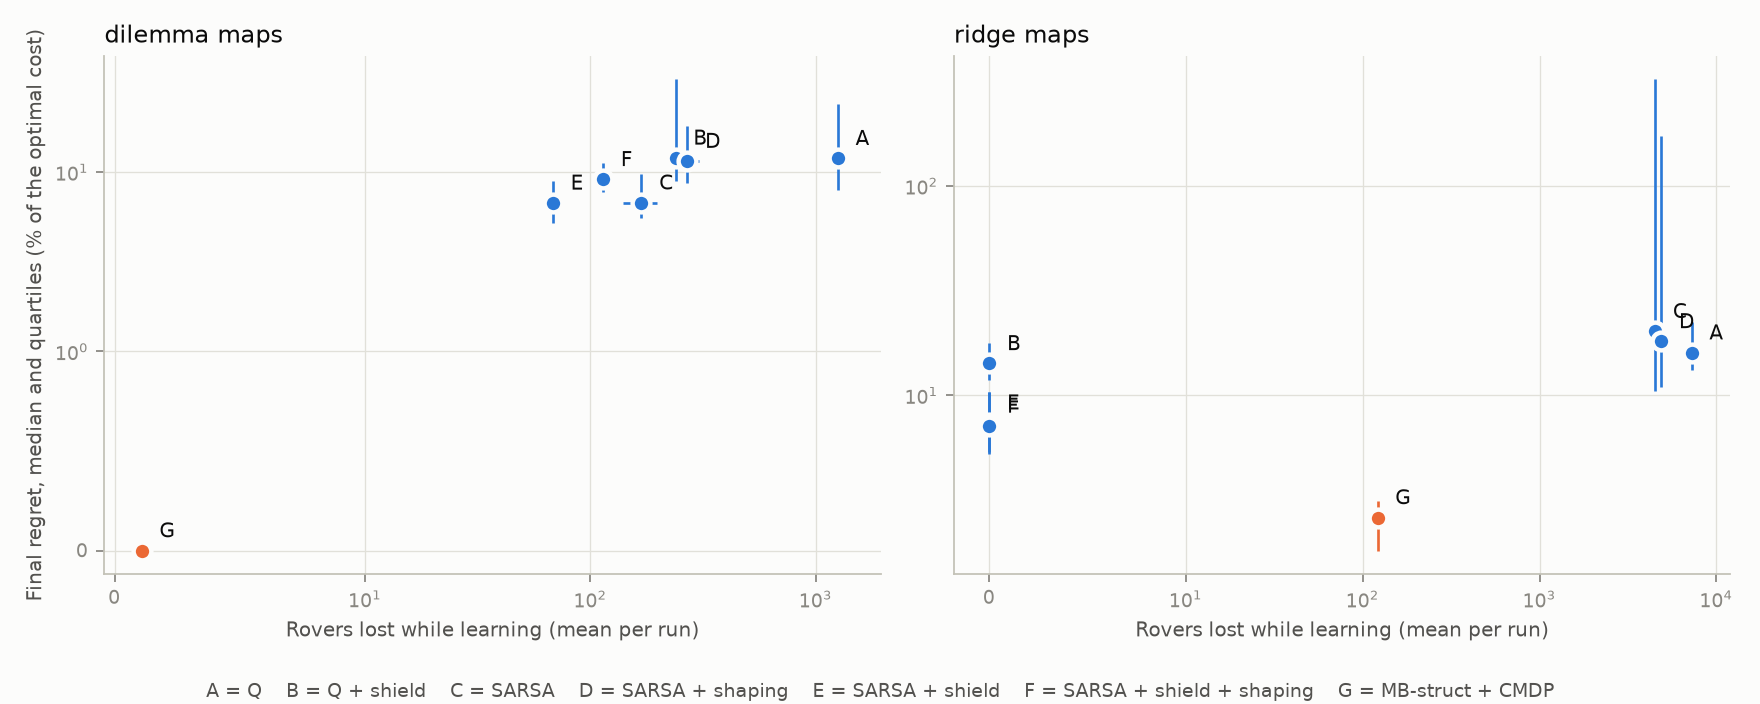 dilemma maps
ridge maps
Final regret, median and quartiles (% of the optimal cost)
10¹
10⁰
0
A
B
D
F
C
E
G
0
10¹
10²
10³
Rovers lost while learning (mean per run)
10²
10¹
C
D
A
B
E
F
G
0
10¹
10²
10³
10⁴
Rovers lost while learning (mean per run)
A = Q B = Q + shield C = SARSA D = SARSA + shaping E = SARSA + shield F = SARSA + shield + shaping G = MB-struct + CMDP